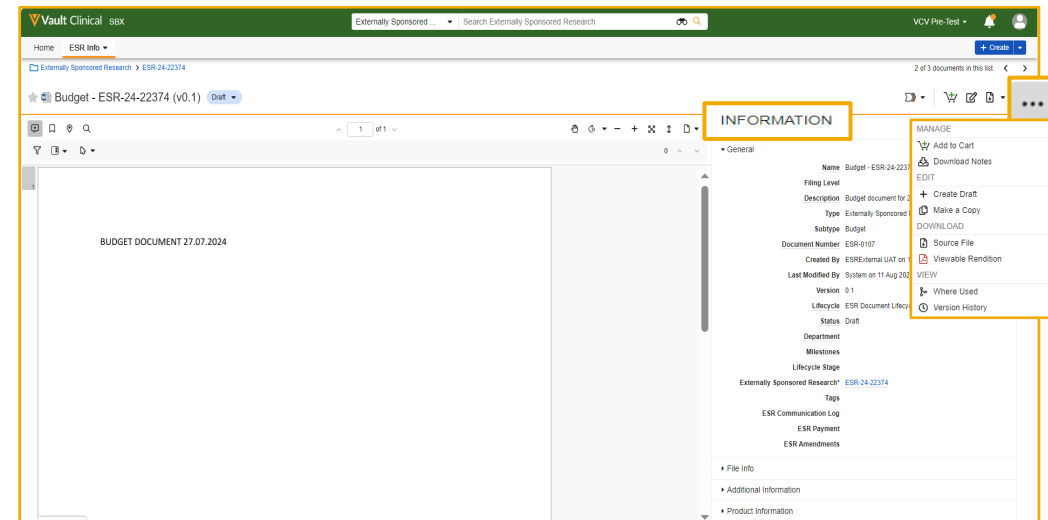 Vault Clinical SBX
Externally Sponsored ...
Search Externally Sponsored Research
VCV Pre-Test
Home
ESR Info
+ Create
Externally Sponsored Research > ESR-24-22374
2 of 3 documents in this list
Budget - ESR-24-22374 (v0.1) Draft
...
1 of 1
INFORMATION
0
1
BUDGET DOCUMENT 27.07.2024
General
Name Budget - ESR-24-2237
Filing Level
Description Budget document for 2
Type Externally Sponsored
Subtype Budget
Document Number ESR-0107
Created By ESRExternal UAT on 1
Last Modified By System on 11 Aug 202
Version 0.1
Lifecycle ESR Document Lifecy
Status Draft
Department
Milestones
Lifecycle Stage
Externally Sponsored Research* ESR-24-22374
Tags
ESR Communication Log
ESR Payment
ESR Amendments
File Info
Additional Information
Product Information
MANAGE
Add to Cart
Download Notes
EDIT
Create Draft
Make a Copy
DOWNLOAD
Source File
Viewable Rendition
VIEW
Where Used
Version History